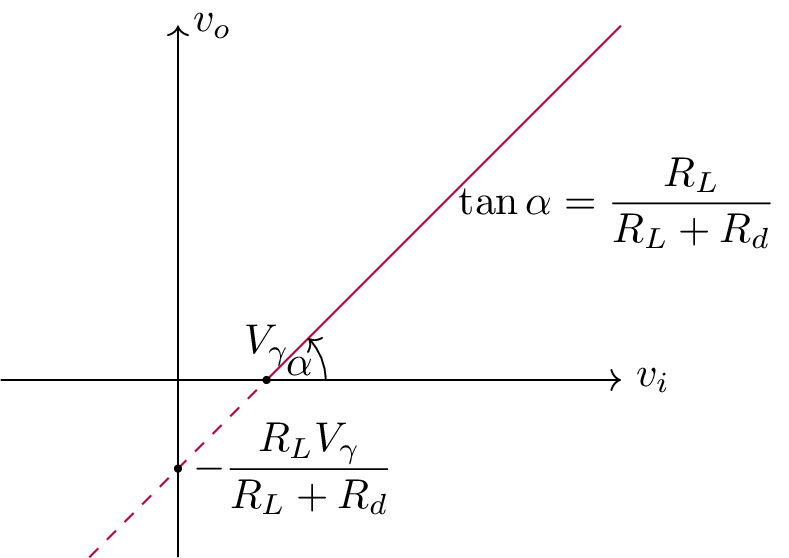 v_o
tan α = R_L / (R_L + R_d)
V_γ
α
v_i
−R_L V_γ / (R_L + R_d)